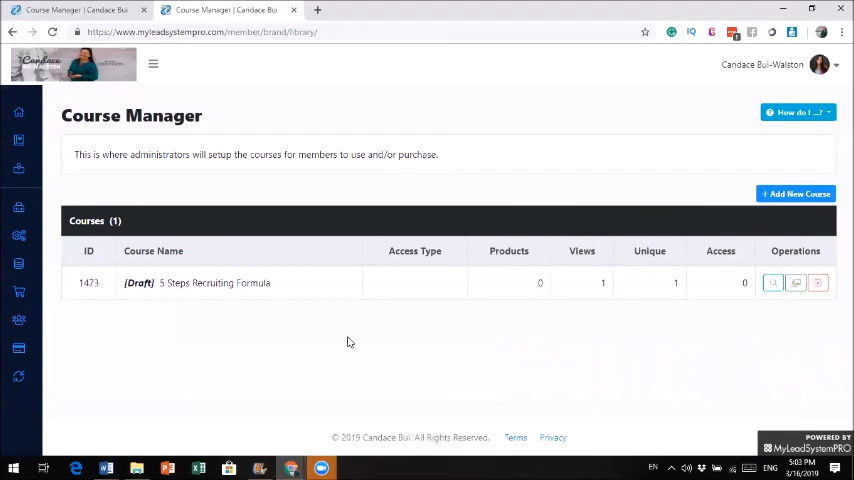 Course Manager | Candace Bui
Course Manager | Candace Bui
https://www.myleadsystempro.com/member/brand/library/
Candace
BUI WALSTON
Candace Bui-Walston
Course Manager
How do I ...?
This is where administrators will setup the courses for members to use and/or purchase.
+ Add New Course
Courses (1)
ID Course Name Access Type Products Views Unique Access Operations
1473 [Draft] 5 Steps Recruiting Formula 0 1 1 0
© 2019 Candace Bui. All Rights Reserved. Terms Privacy
POWERED BY
MyLeadSystemPRO
EN ENG
5:03 PM
3/16/2019